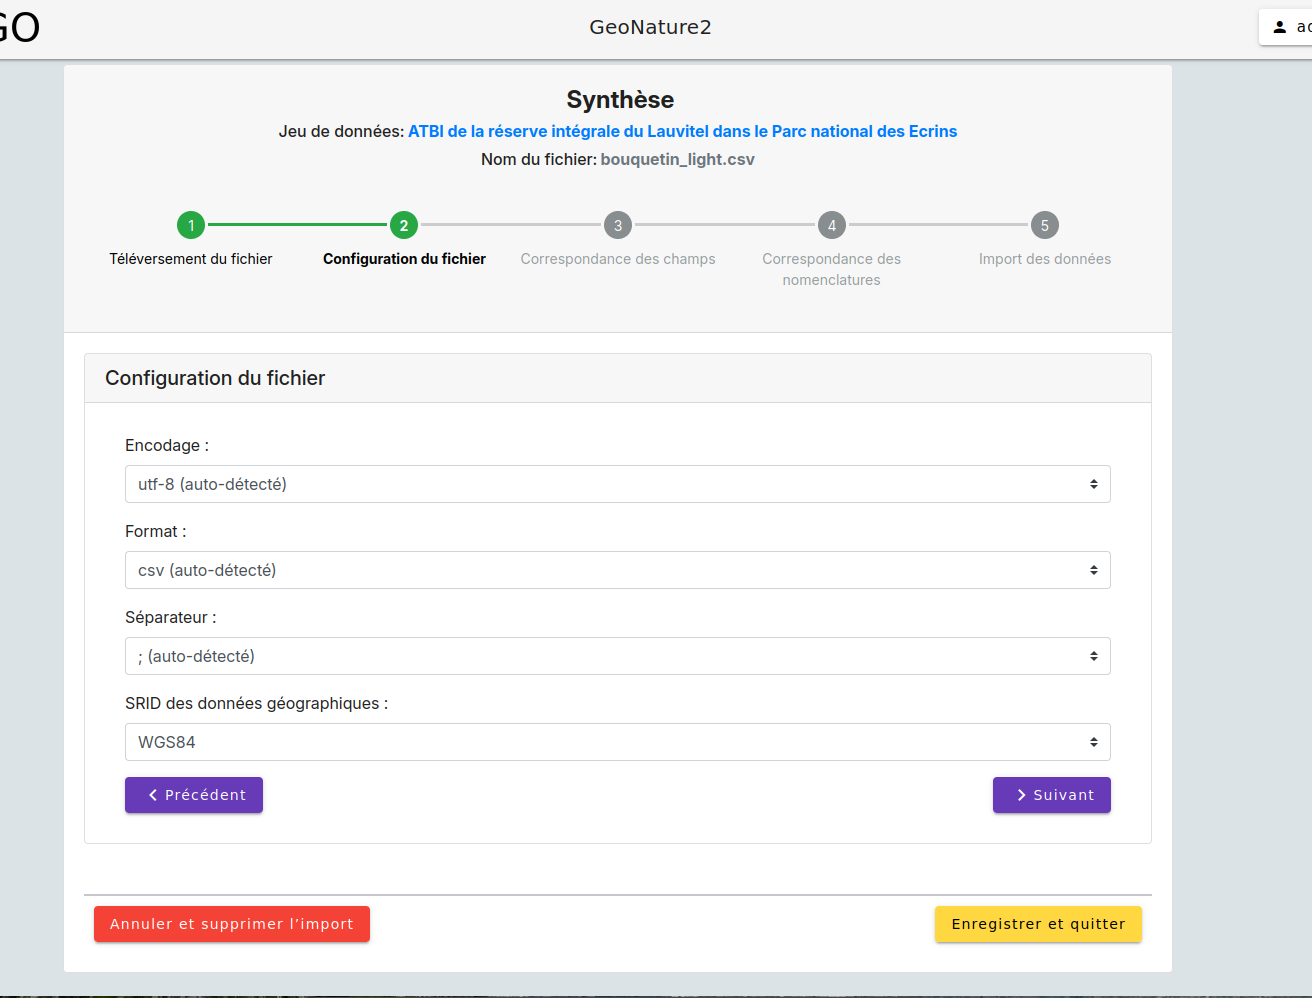 GeoNature2
Synthèse
Jeu de données: ATBI de la réserve intégrale du Lauvitel dans le Parc national des Ecrins
Nom du fichier: bouquetin_light.csv
1
2
3
4
5
Téléversement du fichier
Configuration du fichier
Correspondance des champs
Correspondance des
nomenclatures
Import des données
Configuration du fichier
Encodage :
utf-8 (auto-détecté)
Format :
csv (auto-détecté)
Séparateur :
; (auto-détecté)
SRID des données géographiques :
WGS84
Précédent
Suivant
Annuler et supprimer l’import
Enregistrer et quitter